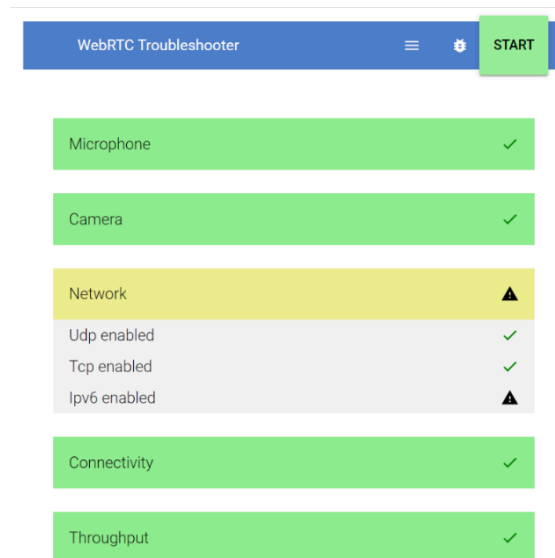 WebRTC Troubleshooter
START
Microphone
Camera
Network
Udp enabled
Tcp enabled
Ipv6 enabled
Connectivity
Throughput